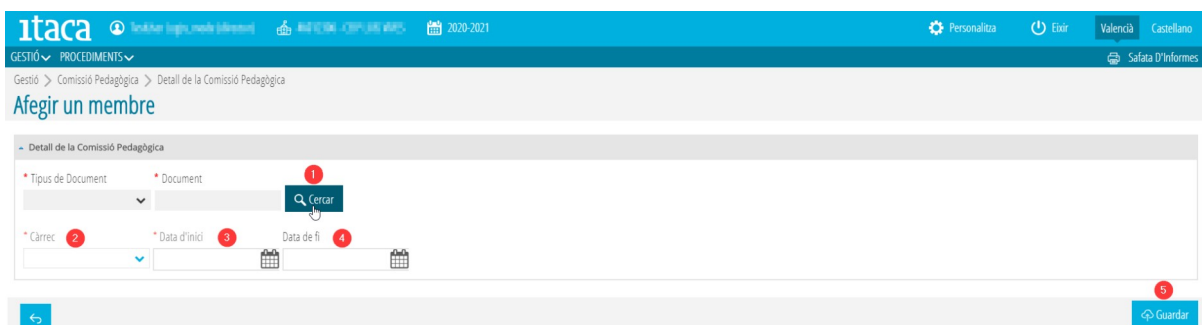 itaca 2020-2021 Personalitza Eixir Valencià Castellano
GESTIÓ PROCEDIMENTS Safata D'Informes
Gestió > Comissió Pedagògica > Detall de la Comissió Pedagògica
Afegir un membre
Detall de la Comissió Pedagògica
* Tipus de Document * Document 1
Cercar
* Càrrec 2 * Data d'inici 3 Data de fi 4
5
Guardar